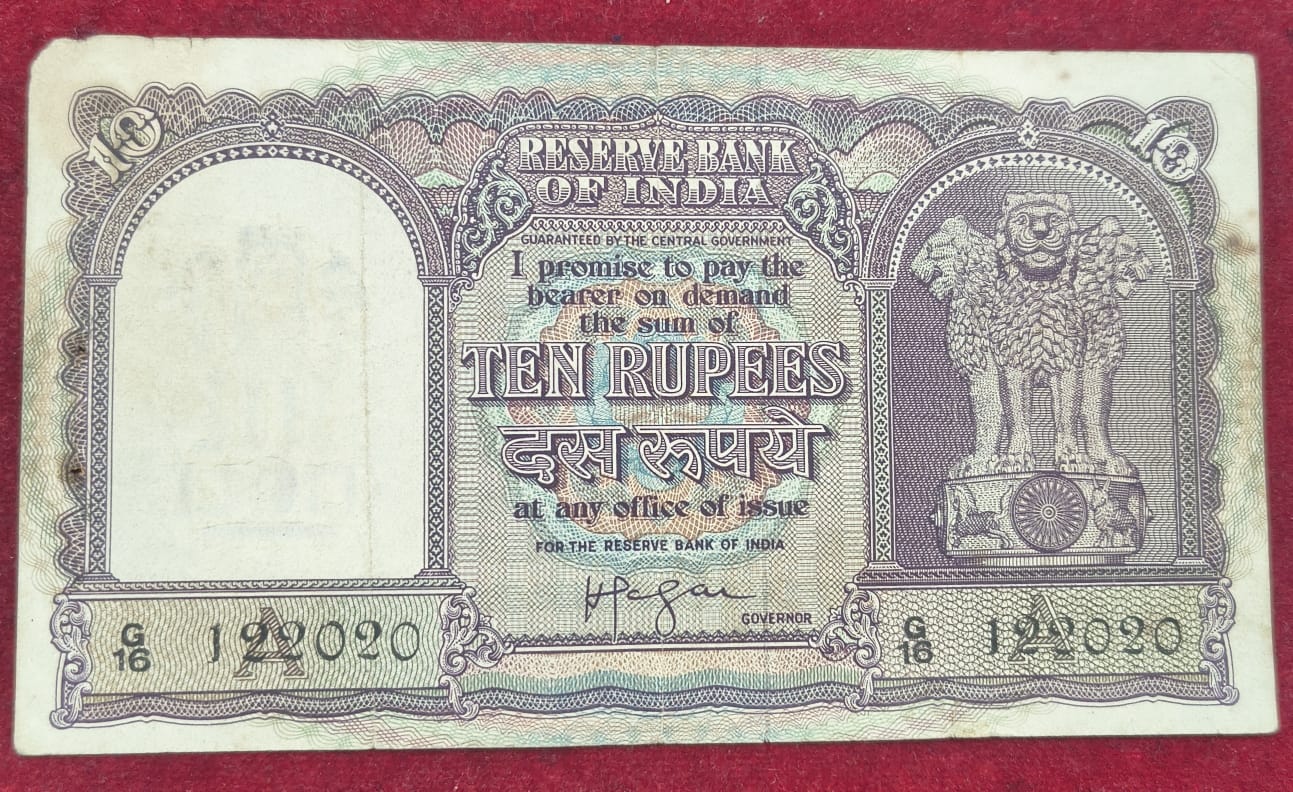 10
10
RESERVE BANK
OF INDIA
GUARANTEED BY THE CENTRAL GOVERNMENT
I promise to pay the
bearer on demand
the sum of
TEN RUPEES
दस रूपये
at any office of issue
FOR THE RESERVE BANK OF INDIA
HVRIyengar
GOVERNOR
G/16 122020
A
G/16 122020
A